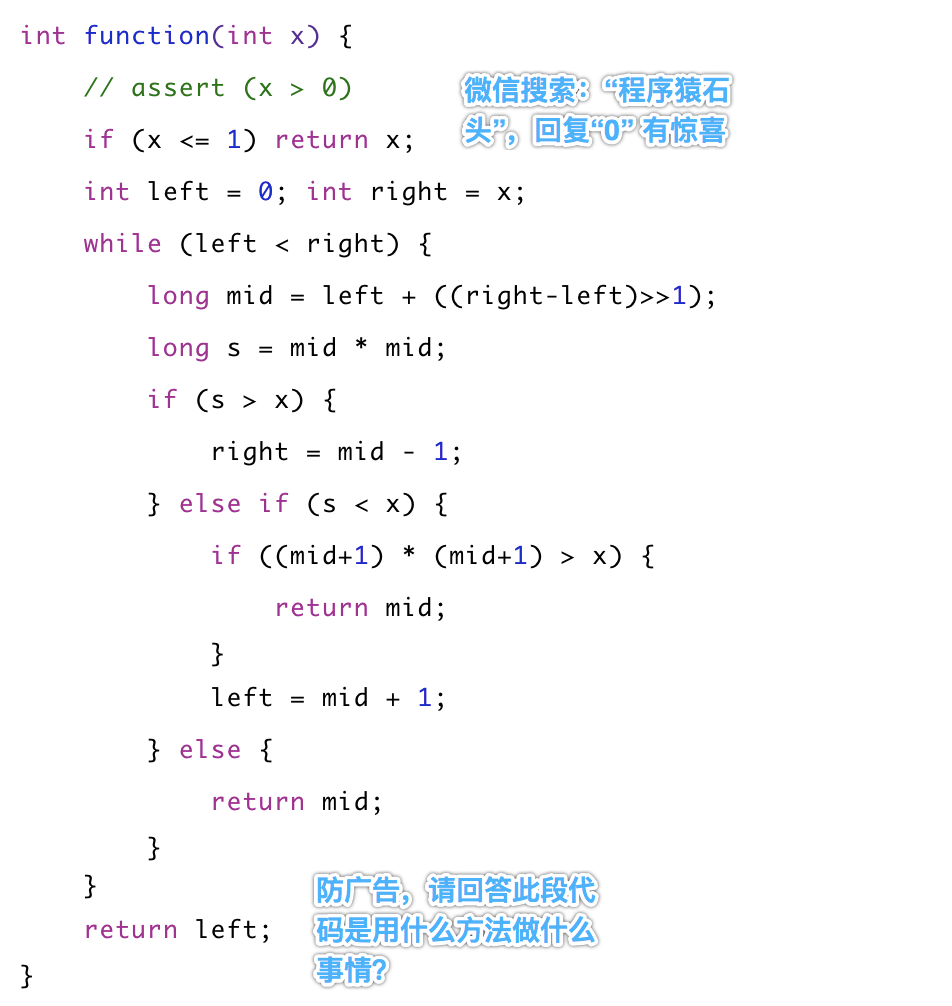 int function(int x) {
    // assert (x > 0)
微信搜索：“程序猿石
头”，回复“0” 有惊喜
    if (x <= 1) return x;
    int left = 0; int right = x;
    while (left < right) {
        long mid = left + ((right-left)>>1);
        long s = mid * mid;
        if (s > x) {
            right = mid - 1;
        } else if (s < x) {
            if ((mid+1) * (mid+1) > x) {
                return mid;
            }
            left = mid + 1;
        } else {
            return mid;
        }
    }
    return left;
}
防广告，请回答此段代
码是用什么方法做什么
事情?